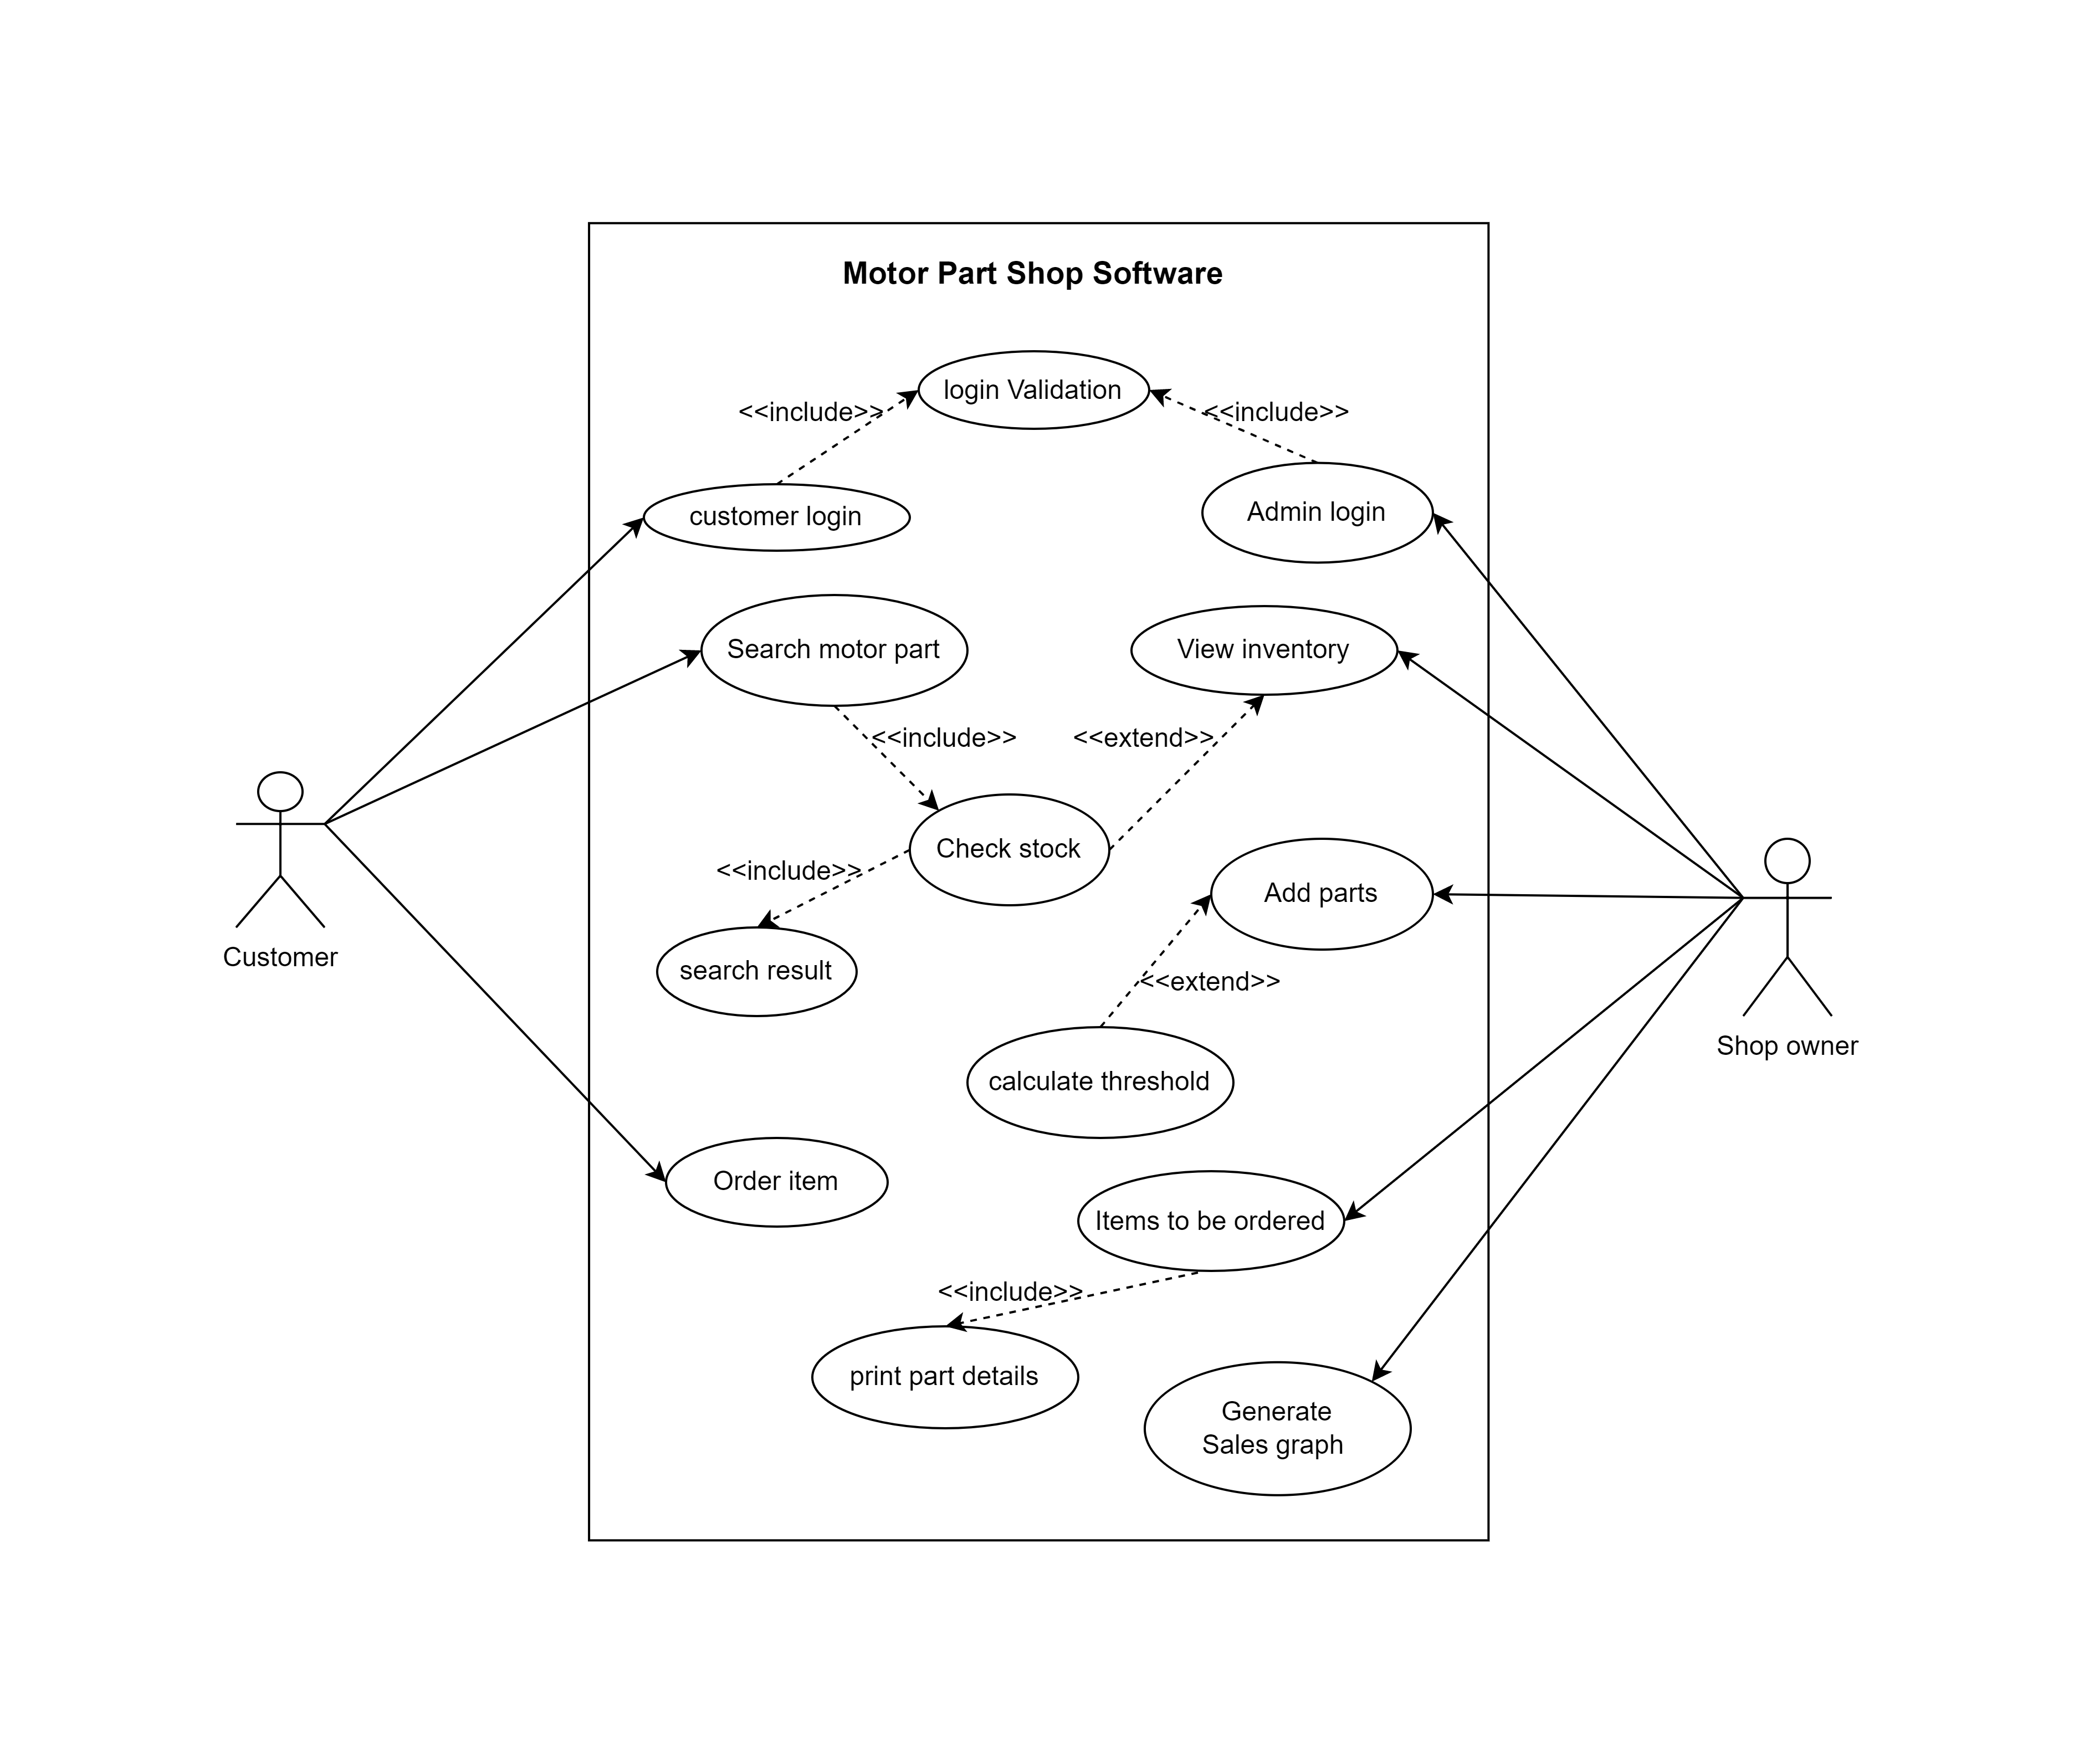 Motor Part Shop Software
login Validation
<<include>>
<<include>>
customer login
Admin login
Search motor part
View inventory
<<include>>
<<extend>>
Check stock
<<include>>
Add parts
Customer
search result
<<extend>>
Shop owner
calculate threshold
Order item
Items to be ordered
<<include>>
print part details
Generate
Sales graph